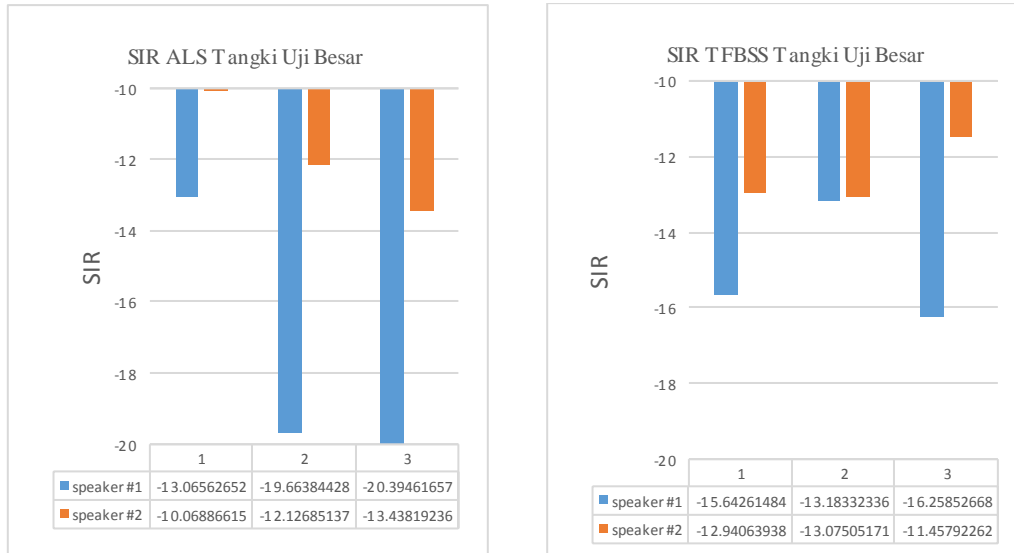 SIR ALS Tangki Uji Besar
-10
-12
-14
-16
-18
-20
SIR
1 2 3
speaker #1 -13.06562652 -19.66384428 -20.39461657
speaker #2 -10.06886615 -12.12685137 -13.43819236
SIR TFBSS Tangki Uji Besar
-10
-12
-14
-16
-18
-20
SIR
1 2 3
speaker #1 -15.64261484 -13.18332336 -16.25852668
speaker #2 -12.94063938 -13.07505171 -11.45792262